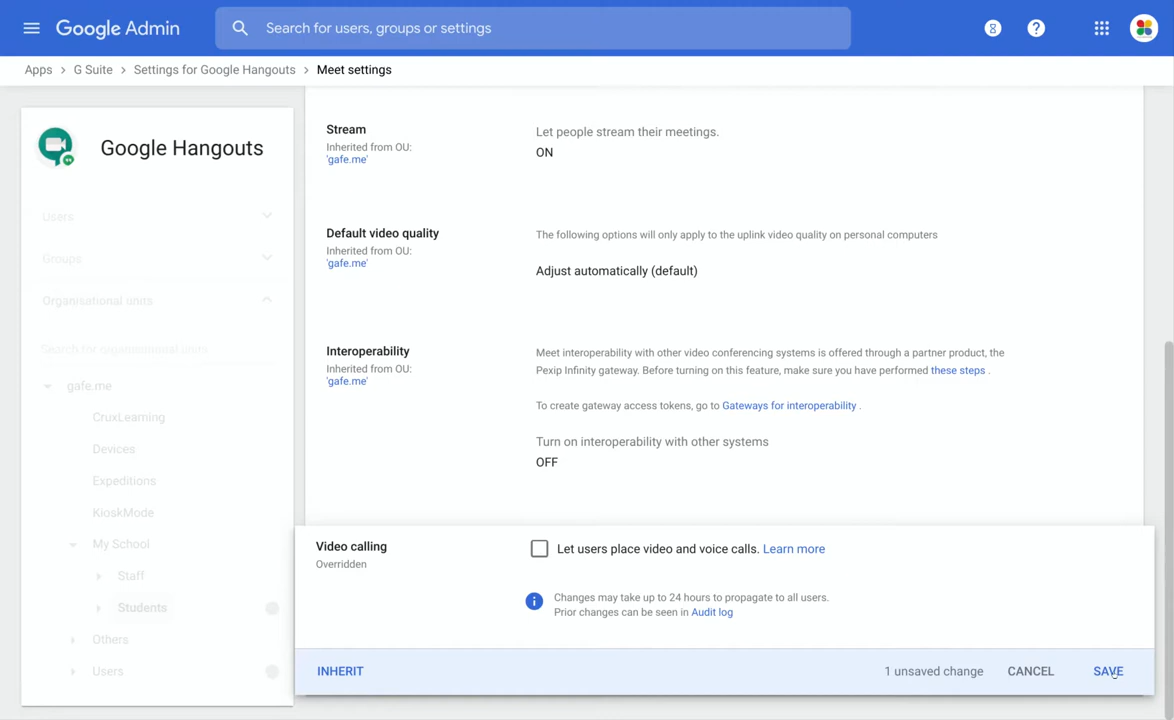 Google Admin
Search for users, groups or settings
Apps > G Suite > Settings for Google Hangouts > Meet settings
Google Hangouts
Users
Groups
Organisational units
Search for organisational units
gafe.me
CruxLearning
Devices
Expeditions
KioskMode
My School
Staff
Students
Others
Users
Stream
Inherited from OU:
'gafe.me'
Let people stream their meetings.
ON
Default video quality
Inherited from OU:
'gafe.me'
The following options will only apply to the uplink video quality on personal computers
Adjust automatically (default)
Interoperability
Inherited from OU:
'gafe.me'
Meet interoperability with other video conferencing systems is offered through a partner product, the
Pexip Infinity gateway. Before turning on this feature, make sure you have performed these steps .
To create gateway access tokens, go to Gateways for interoperability .
Turn on interoperability with other systems
OFF
Video calling
Overridden
Let users place video and voice calls. Learn more
Changes may take up to 24 hours to propagate to all users.
Prior changes can be seen in Audit log
INHERIT
1 unsaved change
CANCEL
SAVE